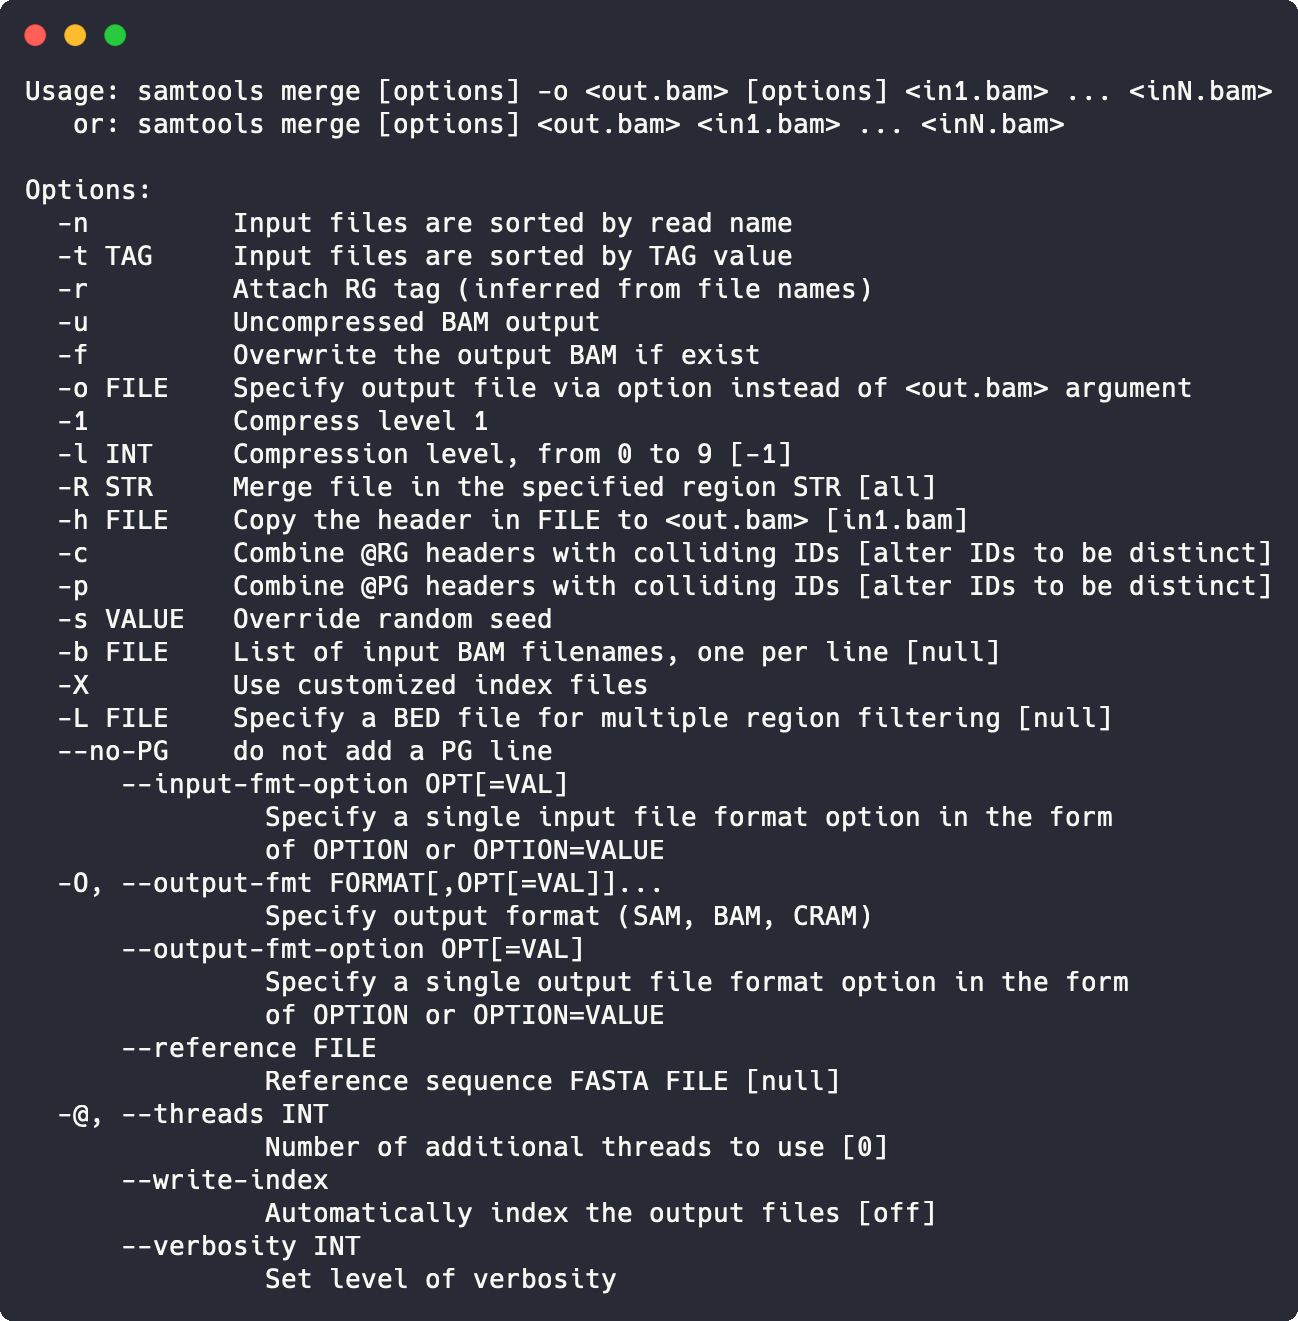 Usage: samtools merge [options] -o <out.bam> [options] <in1.bam> ... <inN.bam>
   or: samtools merge [options] <out.bam> <in1.bam> ... <inN.bam>

Options:
  -n         Input files are sorted by read name
  -t TAG     Input files are sorted by TAG value
  -r         Attach RG tag (inferred from file names)
  -u         Uncompressed BAM output
  -f         Overwrite the output BAM if exist
  -o FILE    Specify output file via option instead of <out.bam> argument
  -1         Compress level 1
  -l INT     Compression level, from 0 to 9 [-1]
  -R STR     Merge file in the specified region STR [all]
  -h FILE    Copy the header in FILE to <out.bam> [in1.bam]
  -c         Combine @RG headers with colliding IDs [alter IDs to be distinct]
  -p         Combine @PG headers with colliding IDs [alter IDs to be distinct]
  -s VALUE   Override random seed
  -b FILE    List of input BAM filenames, one per line [null]
  -X         Use customized index files
  -L FILE    Specify a BED file for multiple region filtering [null]
  --no-PG    do not add a PG line
      --input-fmt-option OPT[=VAL]
               Specify a single input file format option in the form
               of OPTION or OPTION=VALUE
  -O, --output-fmt FORMAT[,OPT[=VAL]]...
               Specify output format (SAM, BAM, CRAM)
      --output-fmt-option OPT[=VAL]
               Specify a single output file format option in the form
               of OPTION or OPTION=VALUE
      --reference FILE
               Reference sequence FASTA FILE [null]
  -@, --threads INT
               Number of additional threads to use [0]
      --write-index
               Automatically index the output files [off]
      --verbosity INT
               Set level of verbosity